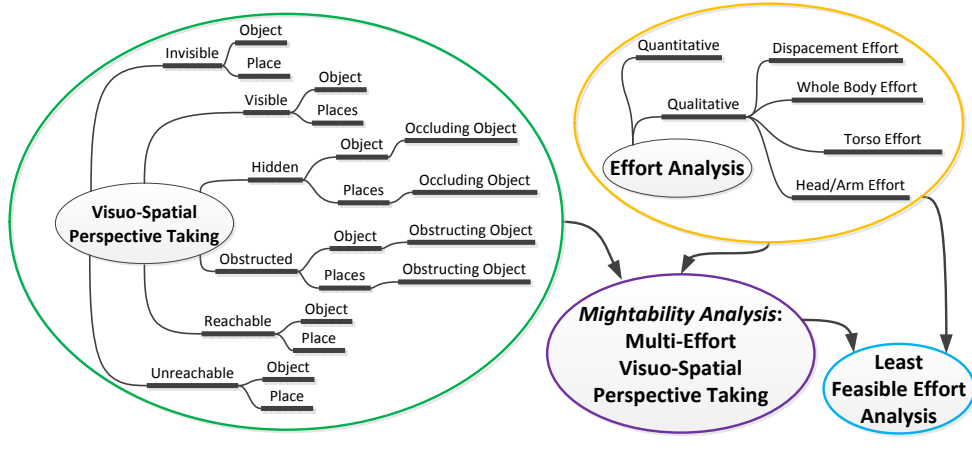 Invisible
Object
Place
Visible
Object
Places
Hidden
Object
Occluding Object
Places
Occluding Object
Visuo-Spatial
Perspective Taking
Obstructed
Object
Obstructing Object
Places
Obstructing Object
Reachable
Object
Place
Unreachable
Object
Place
Quantitative
Qualitative
Dispacement Effort
Whole Body Effort
Torso Effort
Head/Arm Effort
Effort Analysis
Mightability Analysis:
Multi-Effort
Visuo-Spatial
Perspective Taking
Least
Feasible Effort
Analysis